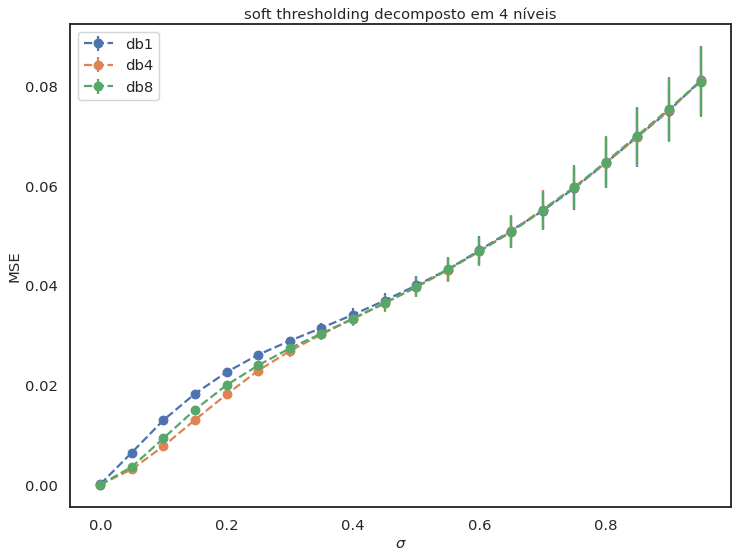 soft thresholding decomposto em 4 níveis
db1
db4
db8
MSE
0.08
0.06
0.04
0.02
0.00
0.0 0.2 0.4 0.6 0.8
σ